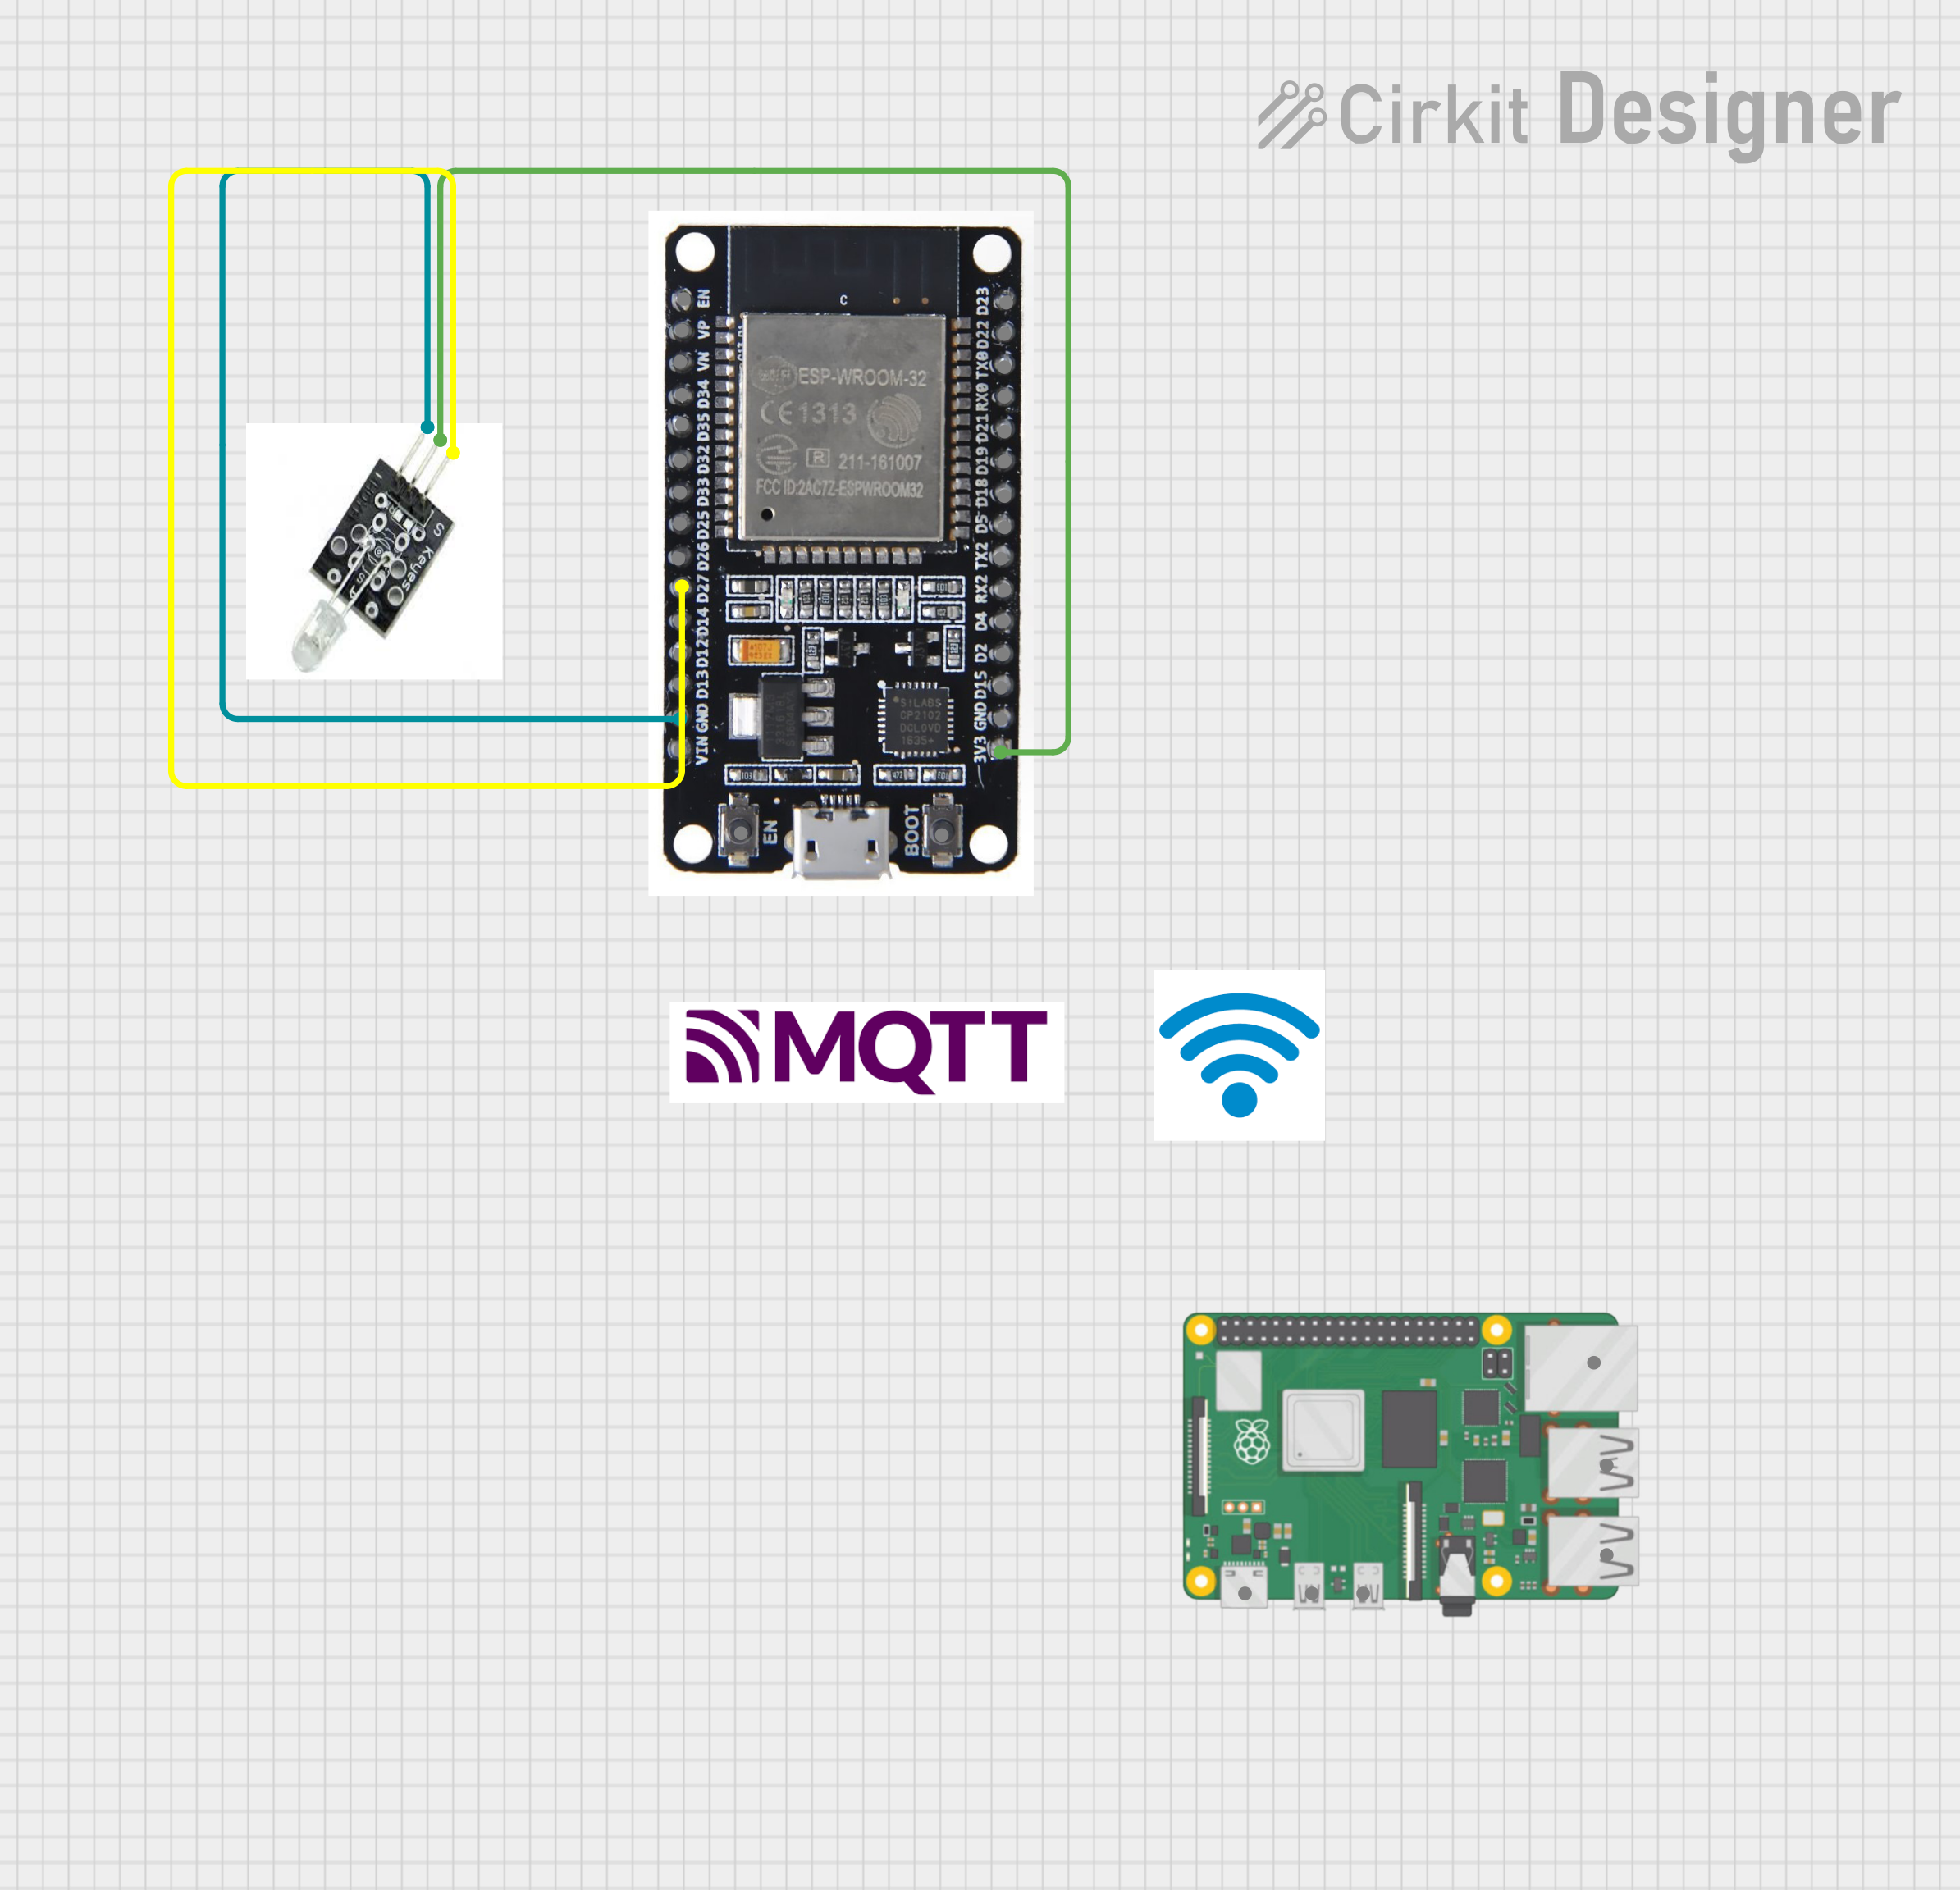 Cirkit Designer
C
ESP-WROOM-32
CE1313
R 211-161007
FCC ID:2AC7Z-ESPWROOM32
EN
VP
VN
D34
D35
D32
D33
D25
D26
D27
D14
D12
D13
GND
VIN
D23
D22
TX0
RX0
D21
D19
D18
D5
TX2
RX2
D4
D2
D15
GND
3V3
S Keyes
SILABS
CP2102
DCL0VD
1635+
EN
BOOT
MQTT